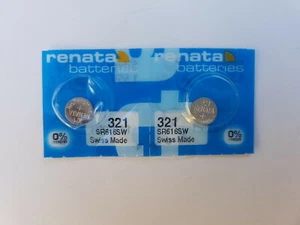 renata
batteries
renata
batteries
321
SR616SW
Swiss Made
0%
321
SR616SW
Swiss Made
0%